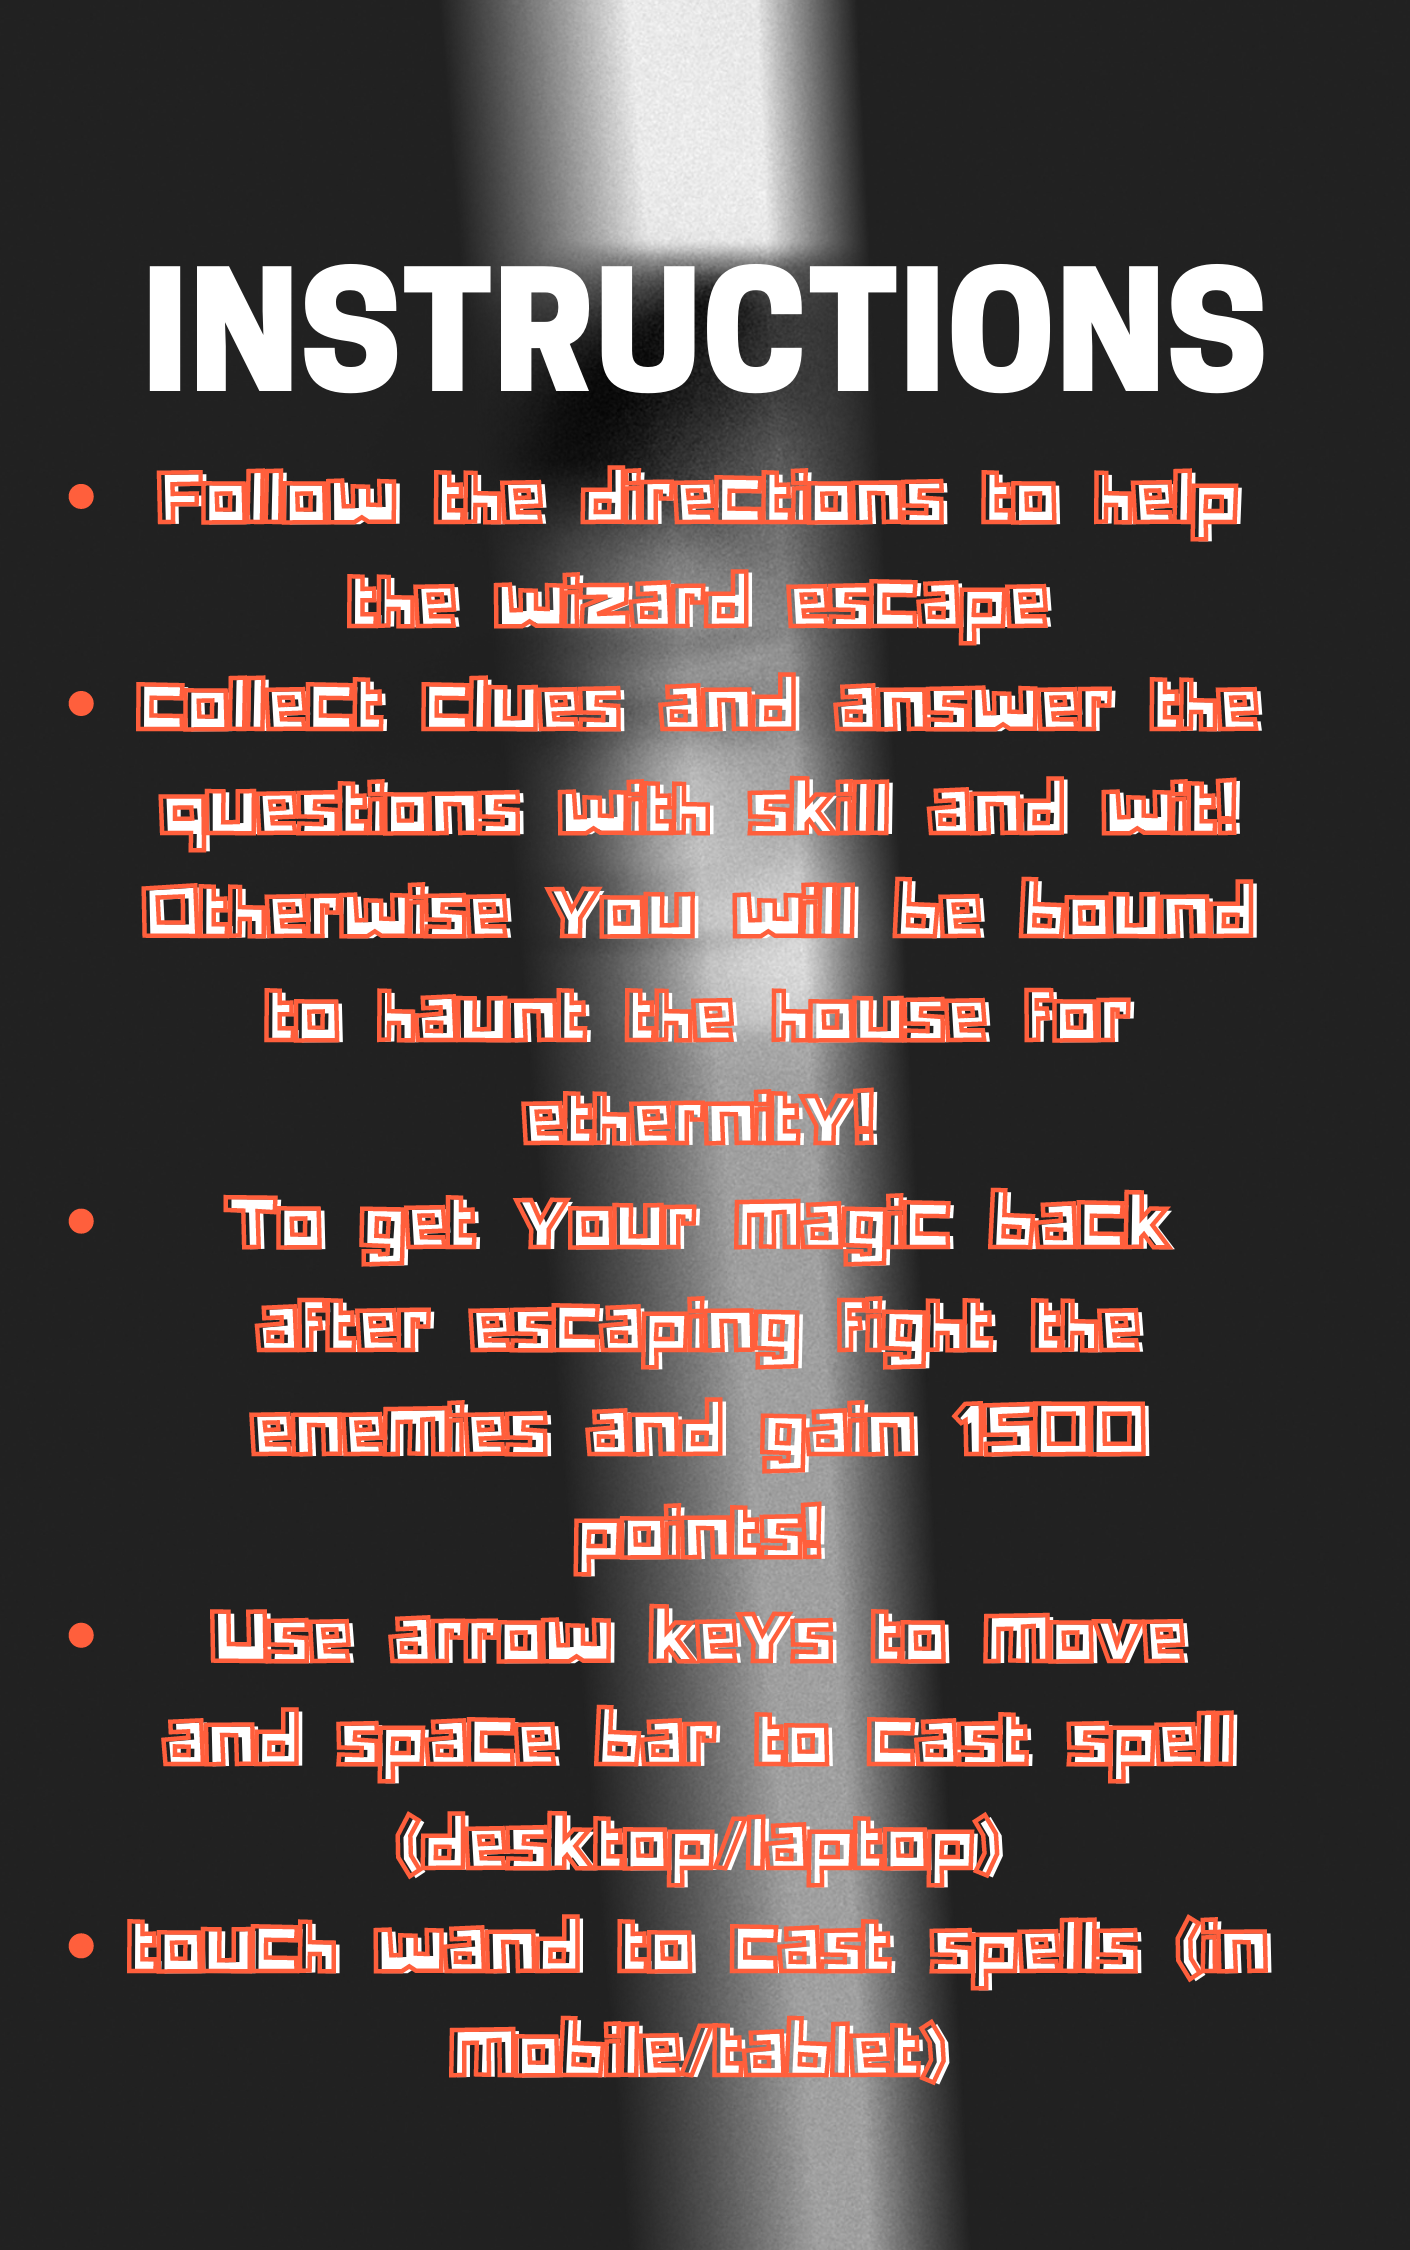 INSTRUCTIONS
• Follow the directions to help
the wizard escape
• collect clues and answer the
questions with skill and wit!
Otherwise You will be bound
to haunt the house for
ethernitY!
• To get Your magic back
after escaping fight the
enemies and gain 1500
points!
• Use arrow keYs to move
and space bar to cast spell
(desktop/laptop)
• touch wand to cast spells (in
mobile/tablet)